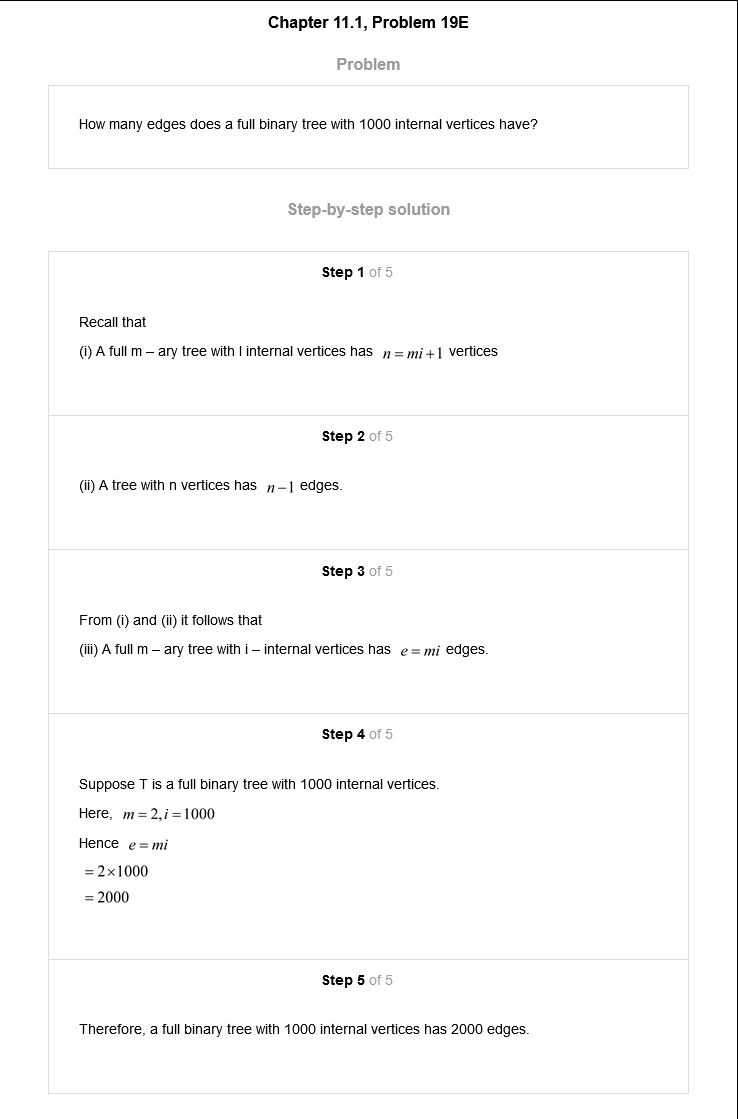 Chapter 11.1, Problem 19E
Problem
How many edges does a full binary tree with 1000 internal vertices have?
Step-by-step solution
Step 1 of 5
Recall that
(i) A full m – ary tree with I internal vertices has n = mi + 1 vertices
Step 2 of 5
(ii) A tree with n vertices has n − 1 edges.
Step 3 of 5
From (i) and (ii) it follows that
(iii) A full m – ary tree with i – internal vertices has e = mi edges.
Step 4 of 5
Suppose T is a full binary tree with 1000 internal vertices.
Here, m = 2, i = 1000
Hence e = mi
= 2×1000
= 2000
Step 5 of 5
Therefore, a full binary tree with 1000 internal vertices has 2000 edges.